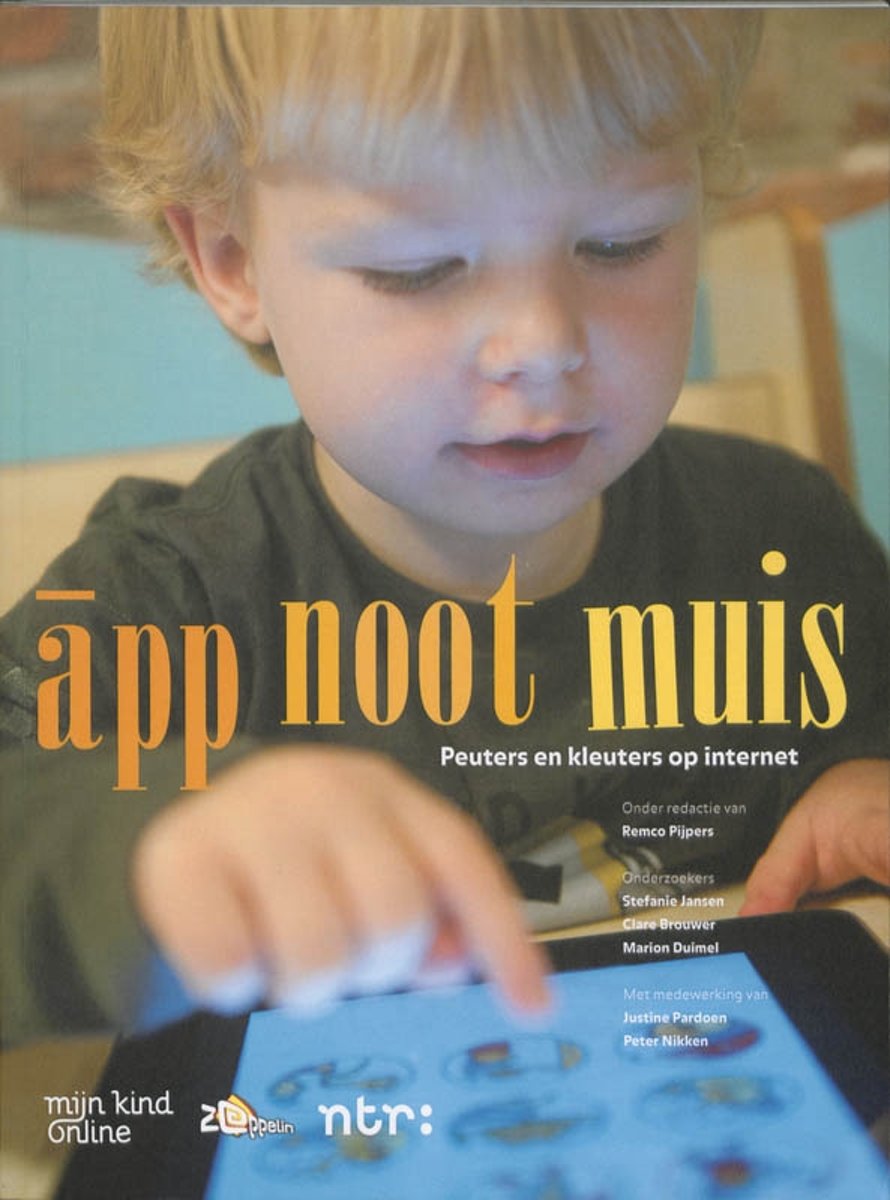 āpp noot muis
Peuters en kleuters op internet
Onder redactie van
Remco Pijpers
Onderzoekers
Stefanie Jansen
Clare Brouwer
Marion Duimel
Met medewerking van
Justine Pardoen
Peter Nikken
mijn kind
online
zappelin
ntr: